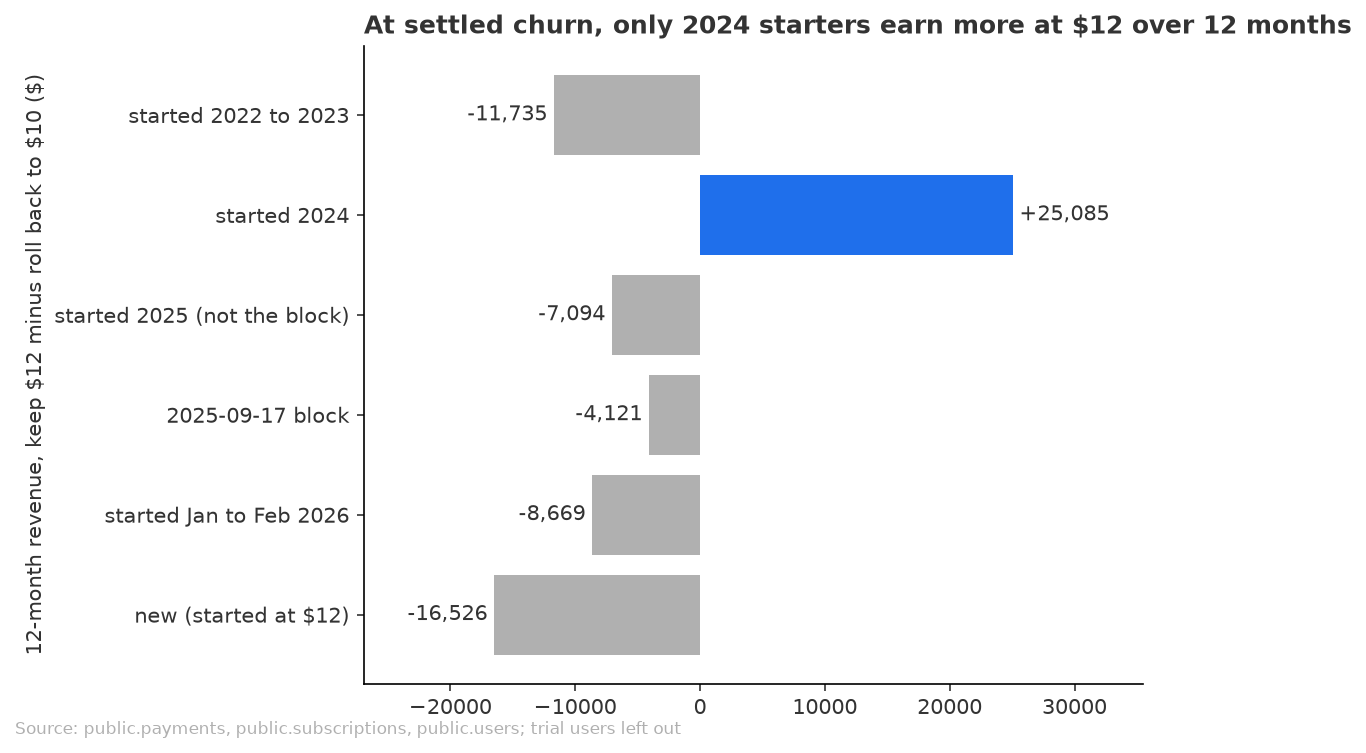 At settled churn, only 2024 starters earn more at $12 over 12 months
12-month revenue, keep $12 minus roll back to $10 ($)
started 2022 to 2023
-11,735
started 2024
+25,085
started 2025 (not the block)
-7,094
2025-09-17 block
-4,121
started Jan to Feb 2026
-8,669
new (started at $12)
-16,526
−20000 −10000 0 10000 20000 30000
Source: public.payments, public.subscriptions, public.users; trial users left out